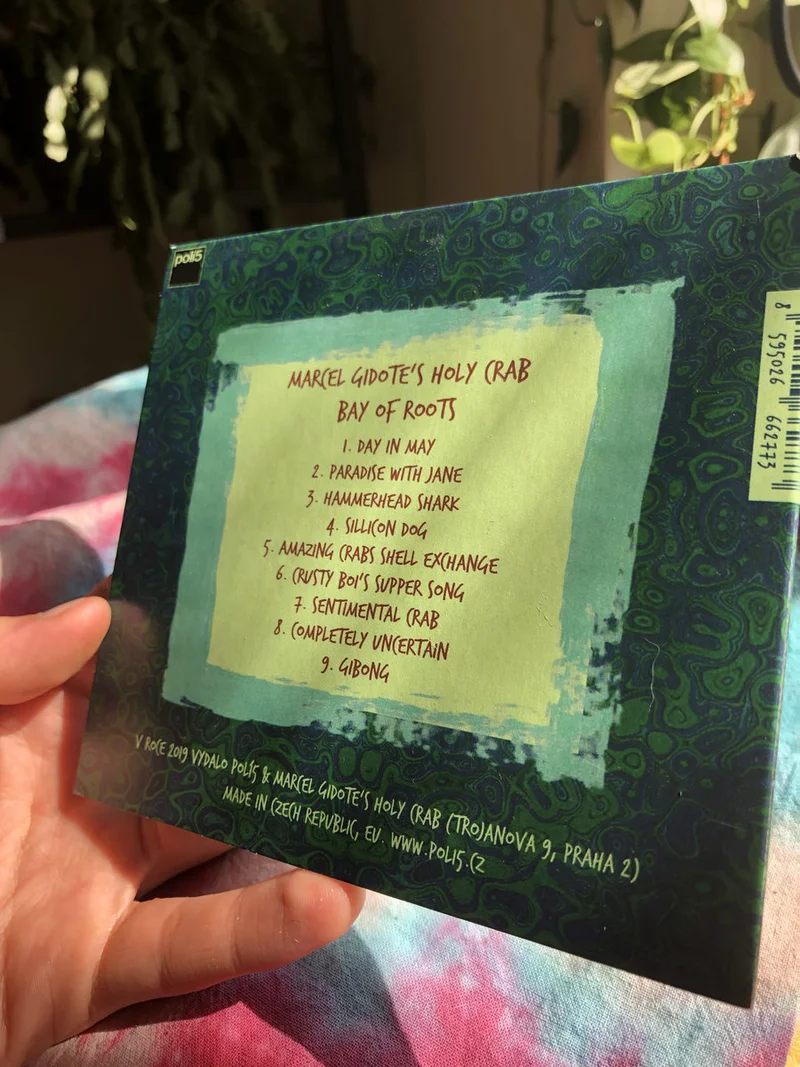 poli5
MARCEL GIDOTE'S HOLY CRAB
BAY OF ROOTS
1. DAY IN MAY
2. PARADISE WITH JANE
3. HAMMERHEAD SHARK
4. SILLICON DOG
5. AMAZING CRABS SHELL EXCHANGE
6. CRUSTY BOI'S SUPPER SONG
7. SENTIMENTAL CRAB
8. COMPLETELY UNCERTAIN
9. GIBONG
V ROCE 2019 VYDALO POLI5 & MARCEL GIDOTE'S HOLY CRAB (TROJANOVA 9, PRAHA 2)
MADE IN CZECH REPUBLIC, EU. WWW.POLI5.CZ
8 595026 662773